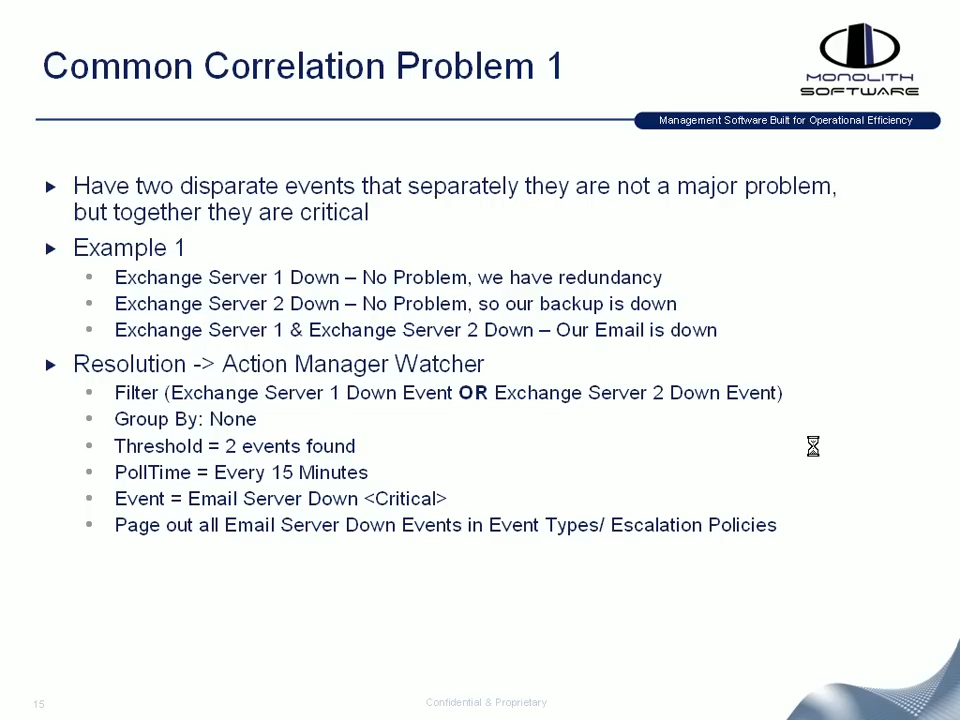 Common Correlation Problem 1
MONOLITH
SOFTWARE
Management Software Built for Operational Efficiency
Have two disparate events that separately they are not a major problem,
but together they are critical
Example 1
Exchange Server 1 Down – No Problem, we have redundancy
Exchange Server 2 Down – No Problem, so our backup is down
Exchange Server 1 & Exchange Server 2 Down – Our Email is down
Resolution -> Action Manager Watcher
Filter (Exchange Server 1 Down Event OR Exchange Server 2 Down Event)
Group By: None
Threshold = 2 events found
PollTime = Every 15 Minutes
Event = Email Server Down <Critical>
Page out all Email Server Down Events in Event Types/ Escalation Policies
15
Confidential & Proprietary